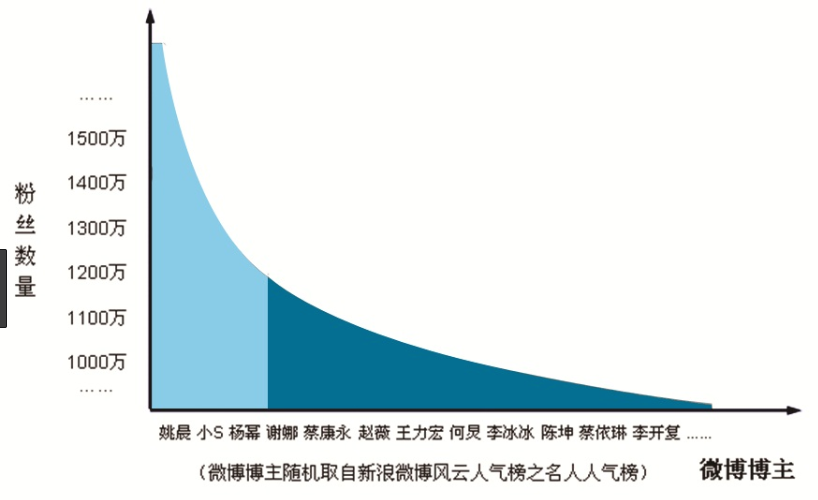 ……
1500万
1400万
1300万
1200万
1100万
1000万
……
粉丝数量
姚晨 小S 杨幂 谢娜 蔡康永 赵薇 王力宏 何炅 李冰冰 陈坤 蔡依琳 李开复 ……
微博博主
（微博博主随机取自新浪微博风云人气榜之名人人气榜）